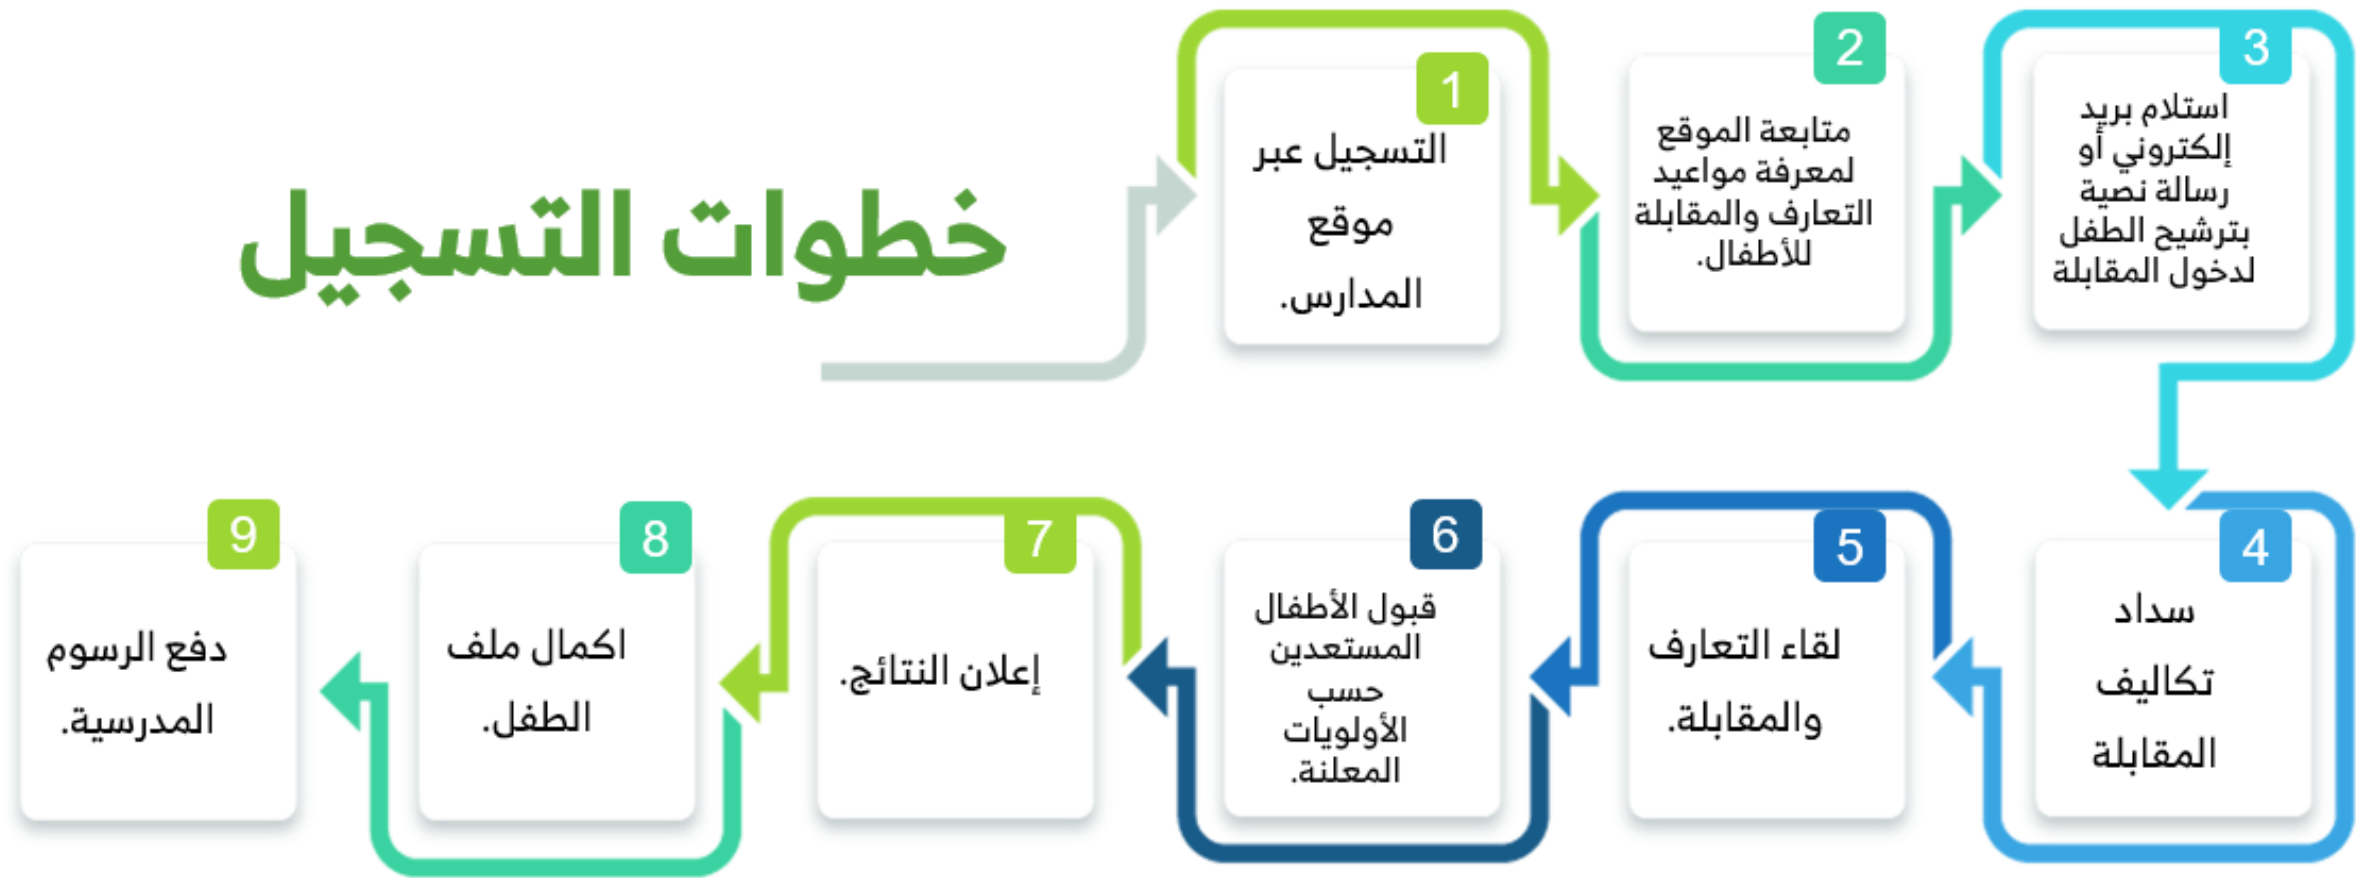 خطوات التسجيل
1
التسجيل عبر
موقع
المدارس.
2
متابعة الموقع
لمعرفة مواعيد
التعارف والمقابلة
للأطفال.
3
استلام بريد
إلكتروني أو
رسالة نصية
بترشيح الطفل
لدخول المقابلة
4
سداد
تكاليف
المقابلة
5
لقاء التعارف
والمقابلة.
6
قبول الأطفال
المستعدين
حسب
الأولويات
المعلنة.
7
إعلان النتائج.
8
اكمال ملف
الطفل.
9
دفع الرسوم
المدرسية.